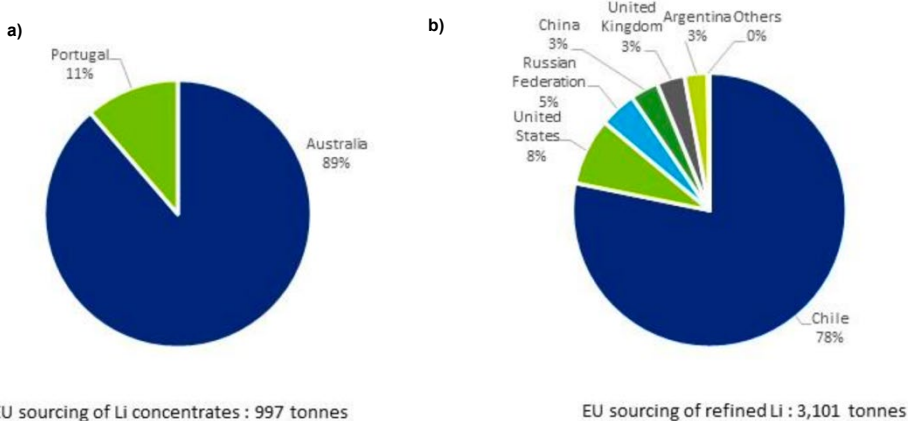 a)
Portugal
11%
Australia
89%
U sourcing of Li concentrates : 997 tonnes
b)
United
Kingdom
3%
Argentina
3%
Others
0%
China
3%
Russian
Federation
5%
United
States
8%
Chile
78%
EU sourcing of refined Li : 3,101 tonnes